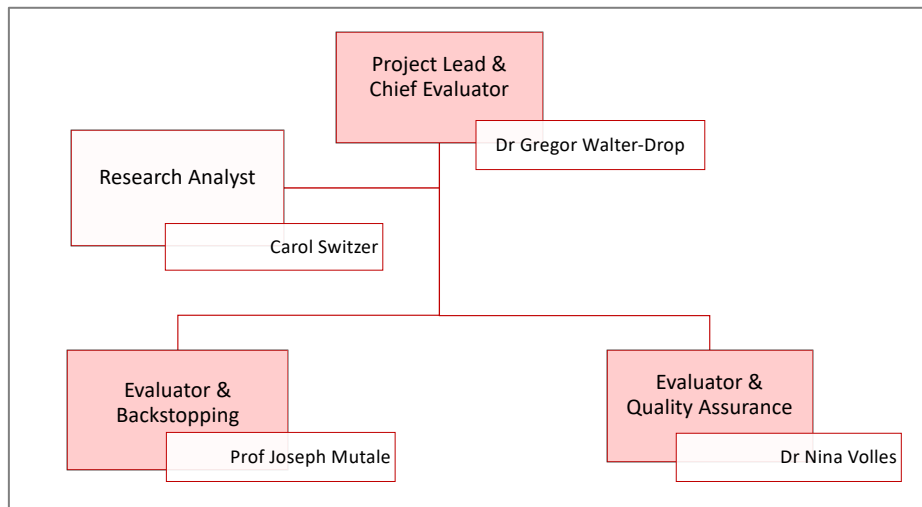 Project Lead &
Chief Evaluator
Dr Gregor Walter-Drop
Research Analyst
Carol Switzer
Evaluator &
Backstopping
Prof Joseph Mutale
Evaluator &
Quality Assurance
Dr Nina Volles